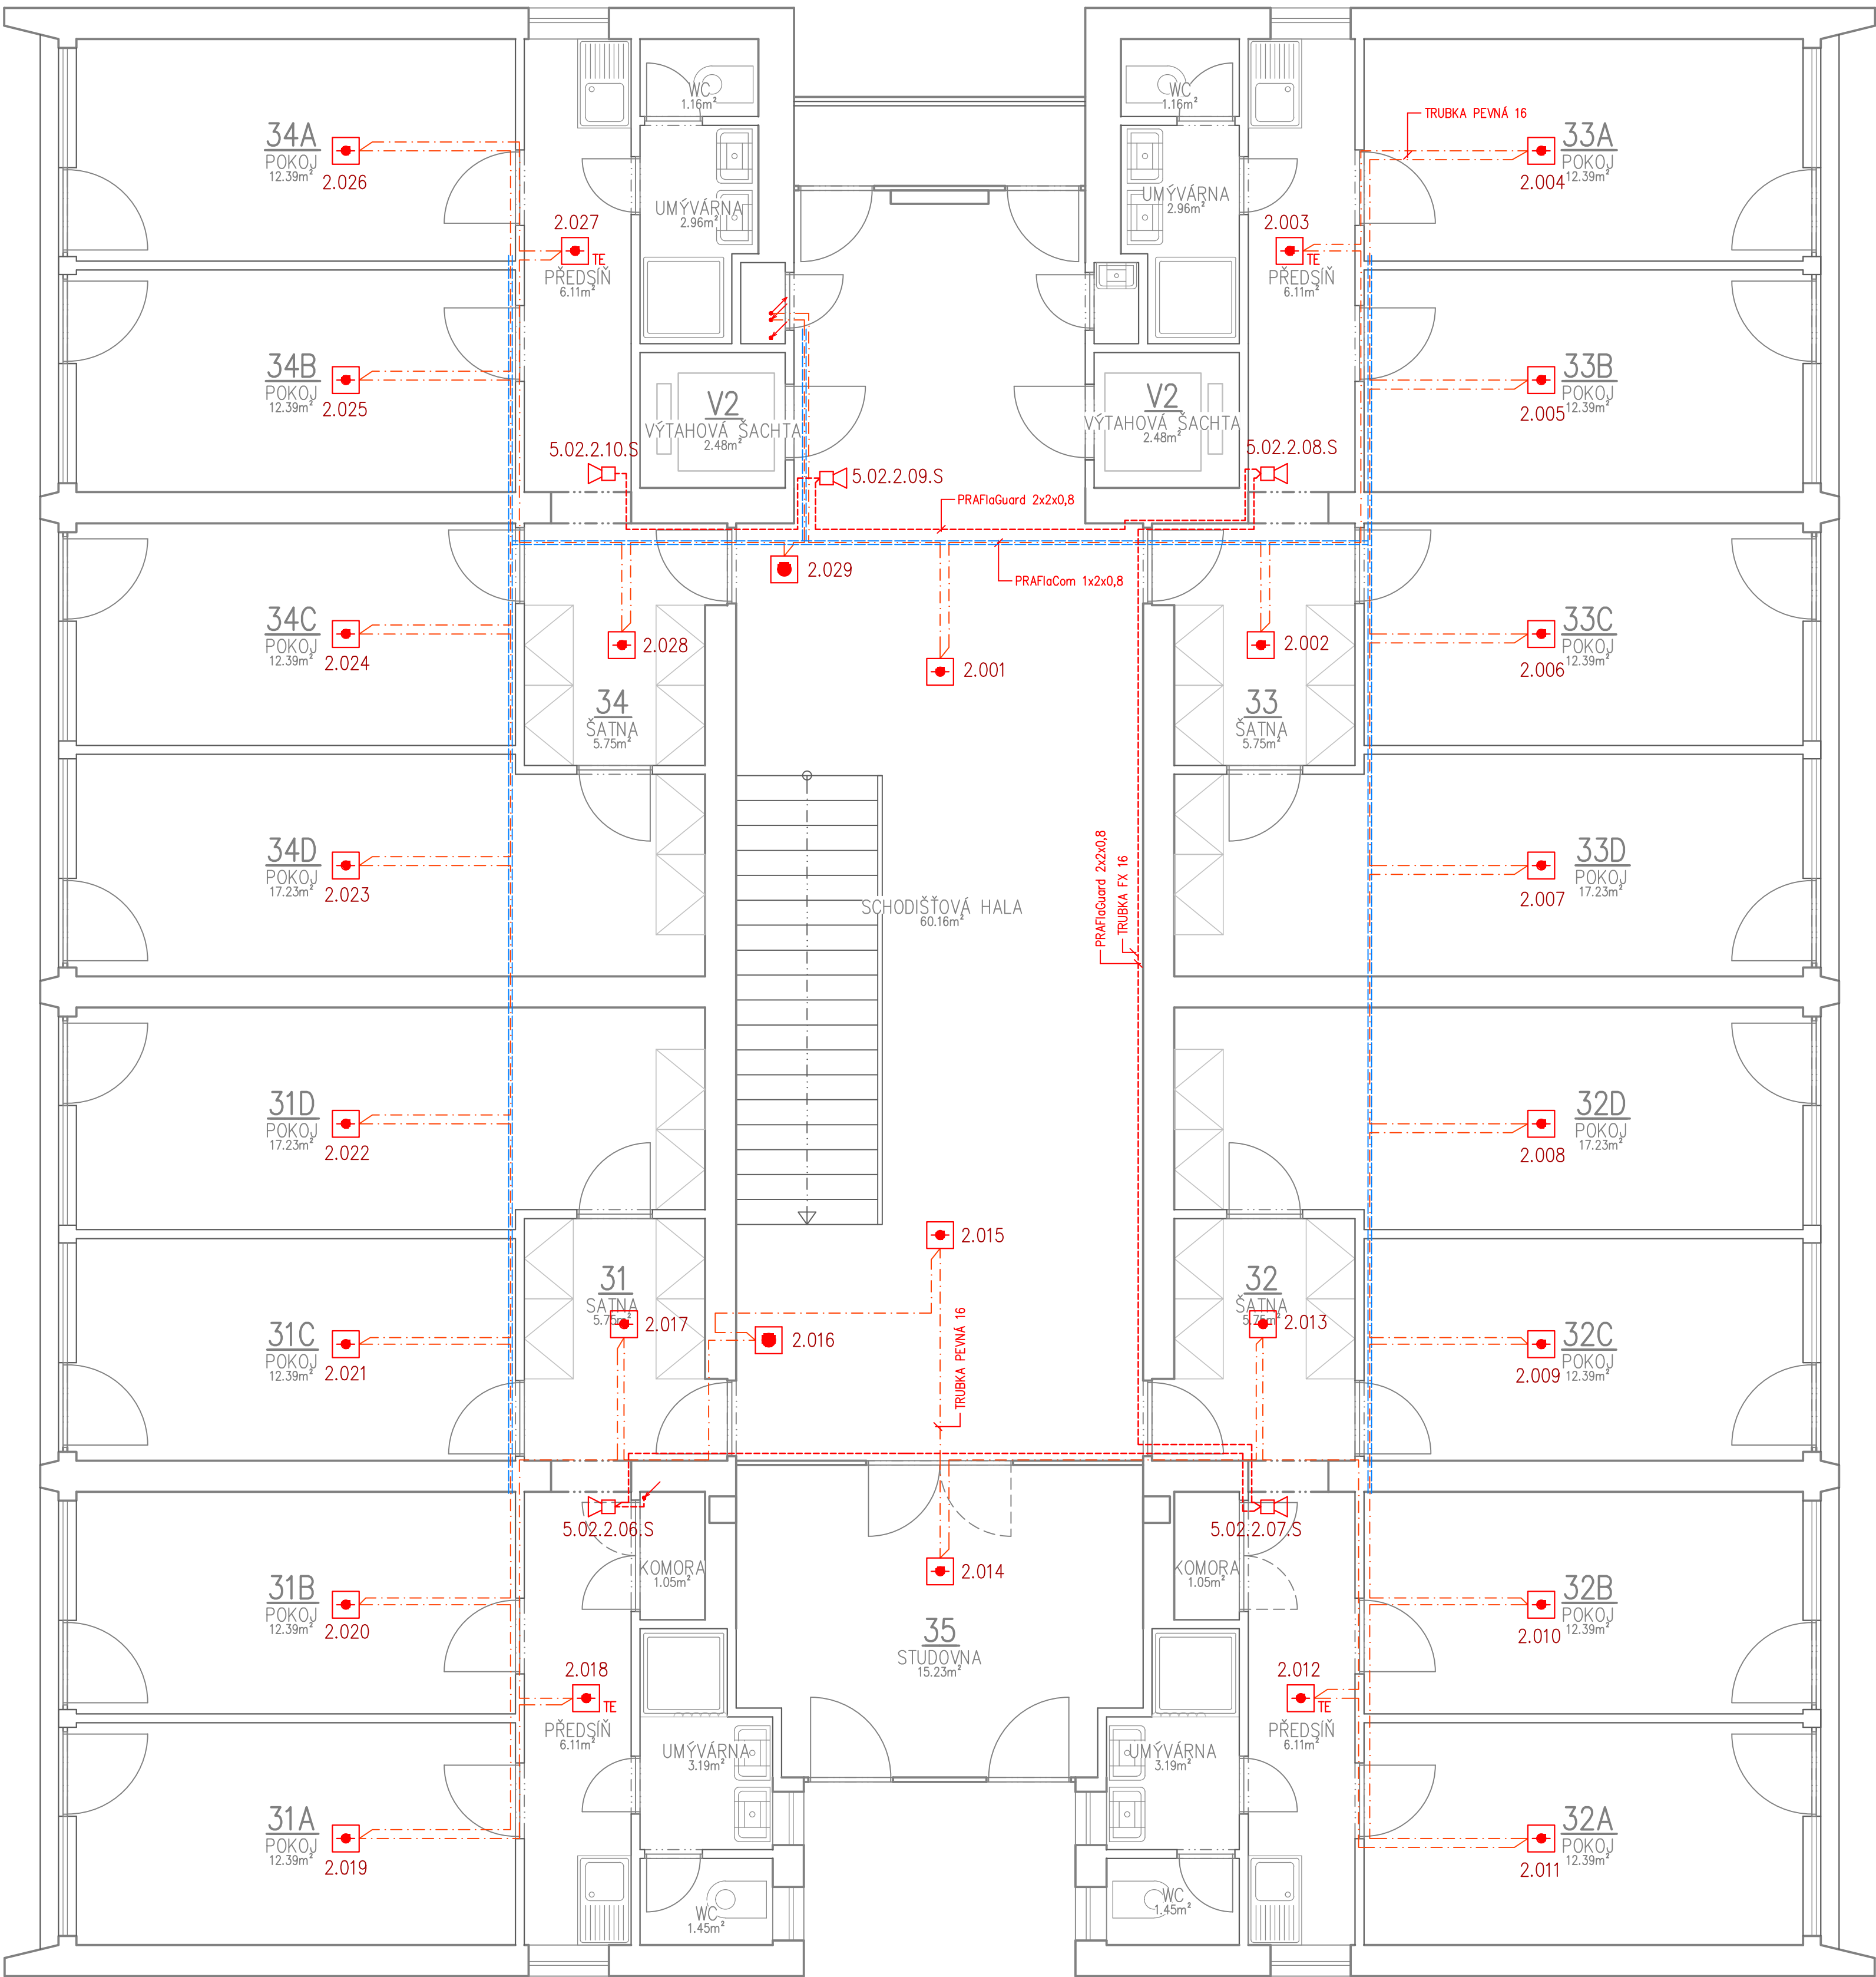 WC
1.16m²
WC
1.16m²
TRUBKA PEVNÁ 16
34A
POKOJ
12.39m²
2.026
33A
POKOJ
12.39m²
2.004
UMÝVÁRNA
2.96m²
UMÝVÁRNA
2.96m²
2.027
TE
PŘEDSÍŇ
6.11m²
2.003
TE
PŘEDSÍŇ
6.11m²
34B
POKOJ
12.39m²
2.025
33B
POKOJ
12.39m²
2.005
V2
VÝTAHOVÁ ŠACHTA
2.48m²
V2
VÝTAHOVÁ ŠACHTA
2.48m²
5.02.2.10.S
5.02.2.09.S
5.02.2.08.S
PRAFlaGuard 2x2x0,8
PRAFlaCom 1x2x0,8
2.029
34C
POKOJ
12.39m²
2.024
2.028
2.001
2.002
33C
POKOJ
12.39m²
2.006
34
ŠATNA
5.75m²
33
ŠATNA
5.75m²
34D
POKOJ
17.23m²
2.023
33D
POKOJ
17.23m²
2.007
PRAFlaGuard 2x2x0,8
TRUBKA FX 16
SCHODIŠŤOVÁ HALA
60.16m²
31D
POKOJ
17.23m²
2.022
32D
POKOJ
17.23m²
2.008
2.015
31
ŠATNA
5.75m²
2.017
32
ŠATNA
5.75m²
2.013
2.016
TRUBKA PEVNÁ 16
31C
POKOJ
12.39m²
2.021
32C
POKOJ
12.39m²
2.009
5.02.2.06.S
5.02.2.07.S
KOMORA
1.05m²
KOMORA
1.05m²
2.014
31B
POKOJ
12.39m²
2.020
32B
POKOJ
12.39m²
2.010
35
STUDOVNA
15.23m²
2.018
TE
PŘEDSÍŇ
6.11m²
2.012
TE
PŘEDSÍŇ
6.11m²
UMÝVÁRNA
3.19m²
UMÝVÁRNA
3.19m²
31A
POKOJ
12.39m²
2.019
32A
POKOJ
12.39m²
2.011
WC
1.45m²
WC
1.45m²